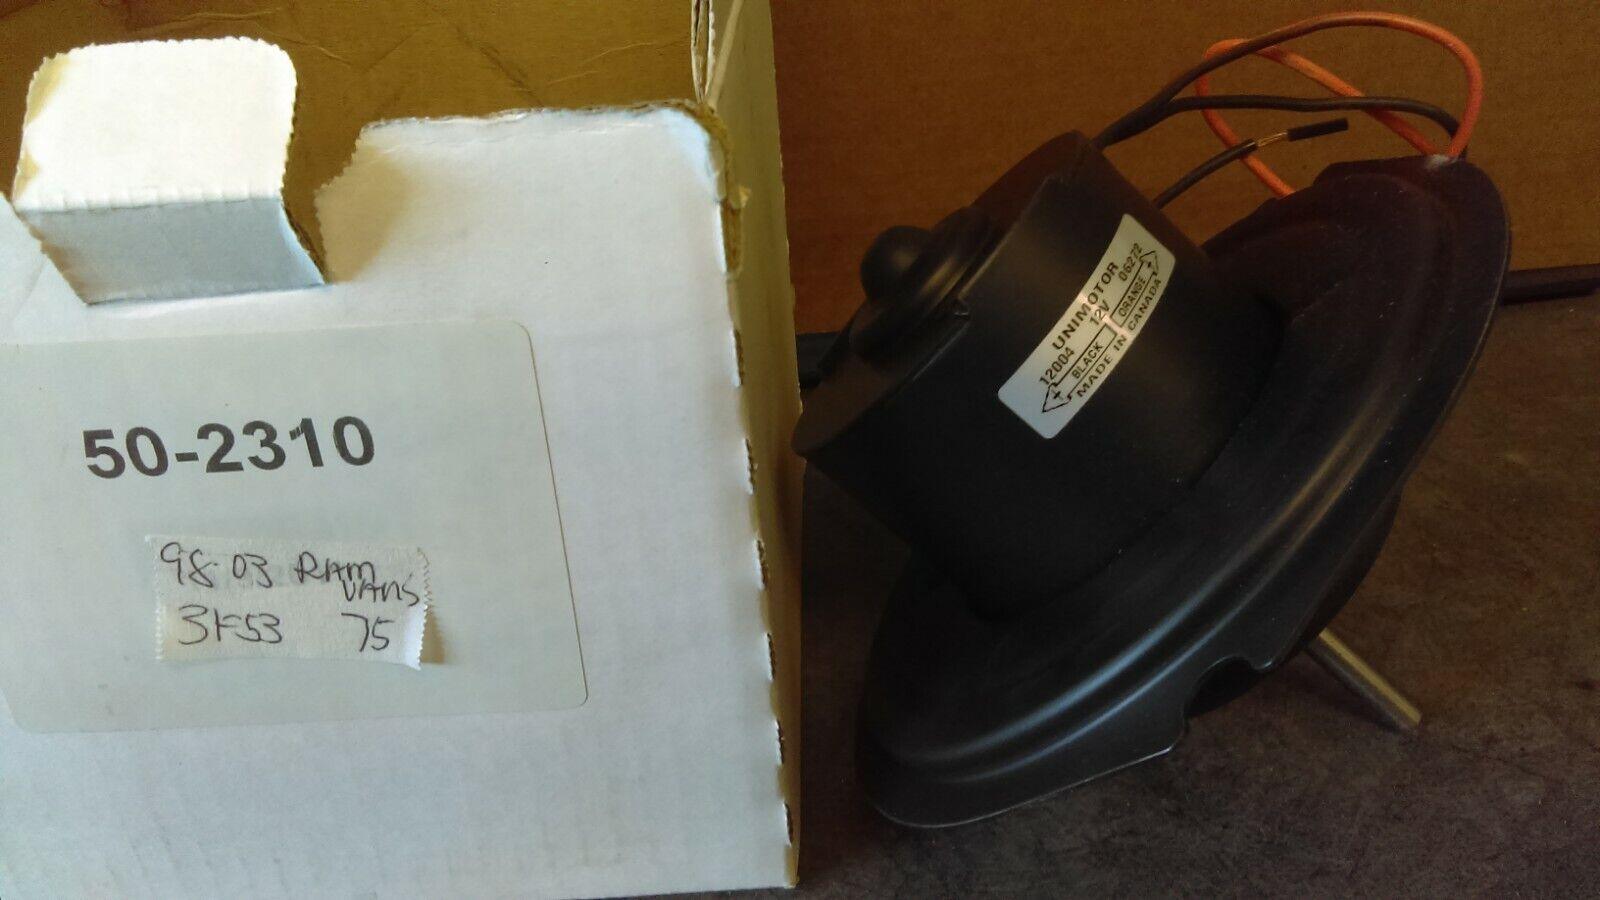 50-2310
98-03 RAM
VANS
3F53 75
UNIMOTOR
12004 12V 06272
+ BLACK ORANGE +
MADE IN CANADA